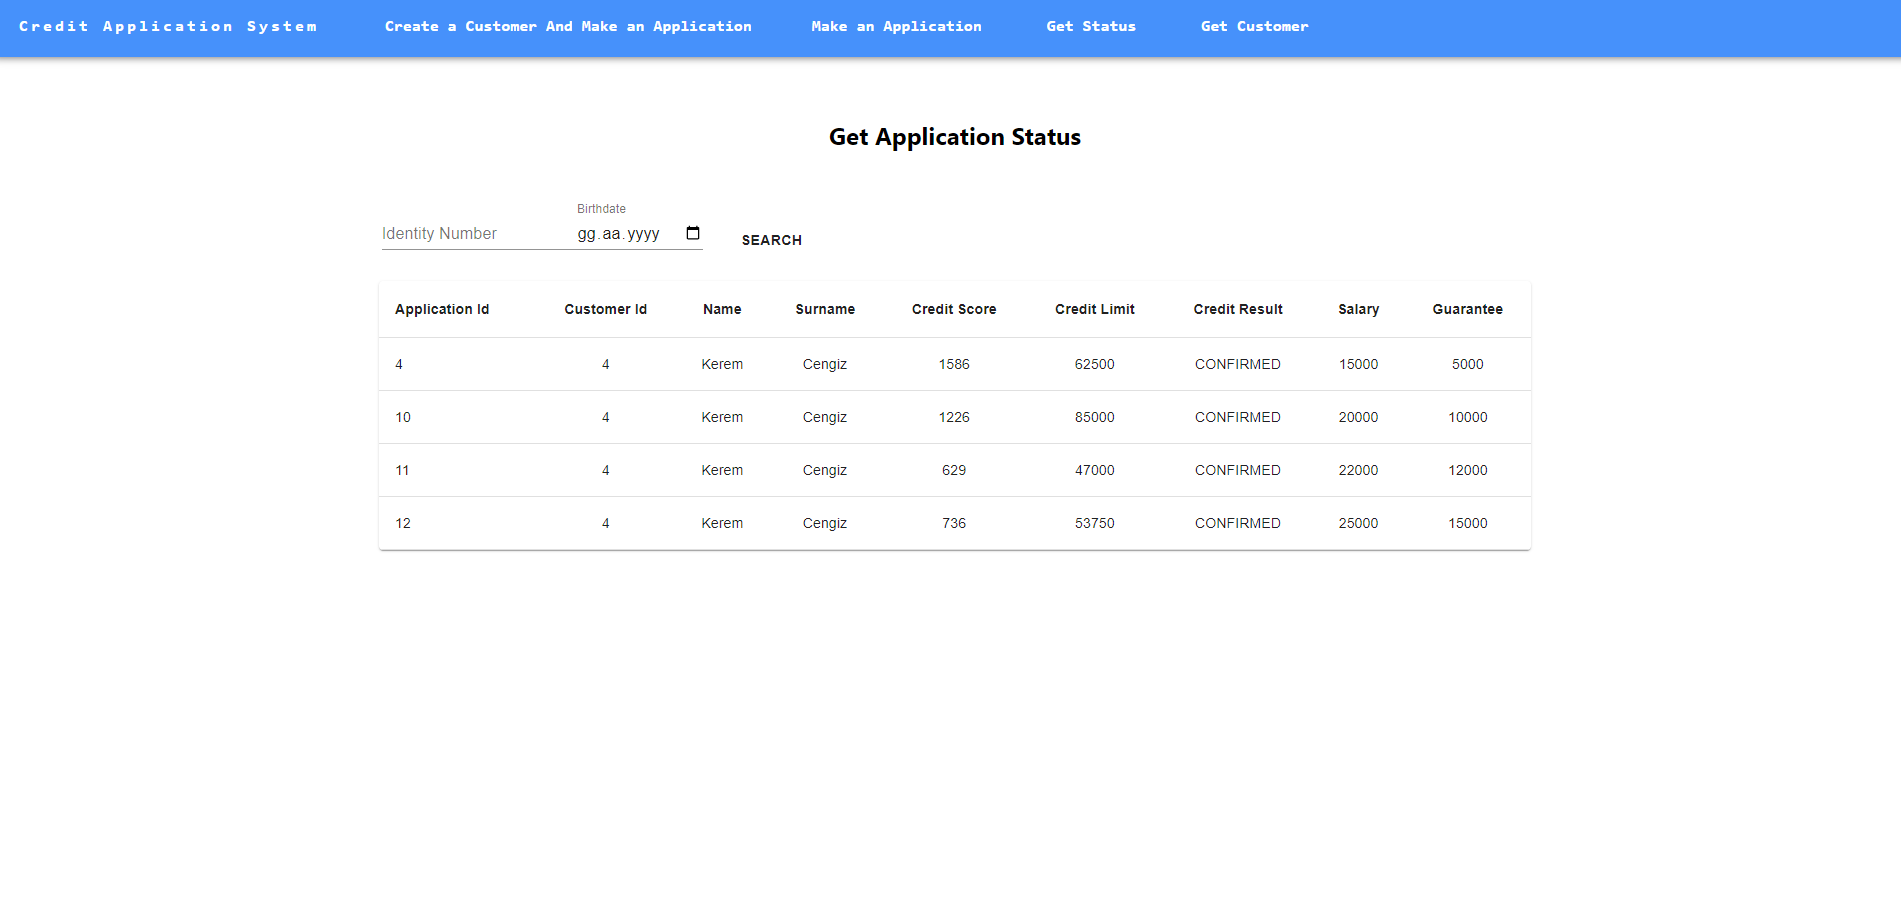 Credit Application System Create a Customer And Make an Application Make an Application Get Status Get Customer
Get Application Status
Birthdate
Identity Number gg.aa.yyyy SEARCH
Application Id Customer Id Name Surname Credit Score Credit Limit Credit Result Salary Guarantee
4 4 Kerem Cengiz 1586 62500 CONFIRMED 15000 5000
10 4 Kerem Cengiz 1226 85000 CONFIRMED 20000 10000
11 4 Kerem Cengiz 629 47000 CONFIRMED 22000 12000
12 4 Kerem Cengiz 736 53750 CONFIRMED 25000 15000